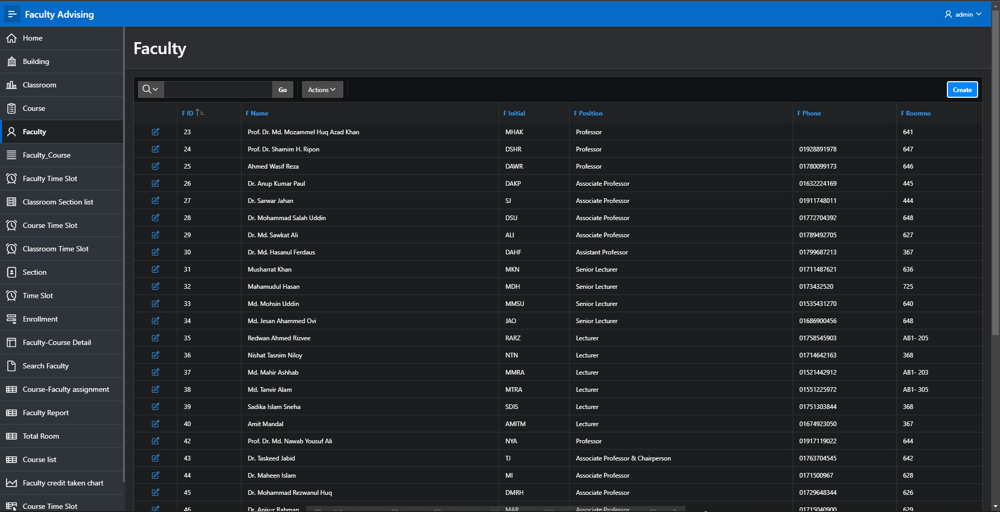 Faculty Advising
admin
Home
Building
Classroom
Course
Faculty
Faculty_Course
Faculty Time Slot
Classroom Section list
Course Time Slot
Classroom Time Slot
Section
Time Slot
Enrollment
Faculty-Course Detail
Search Faculty
Course-Faculty assignment
Faculty Report
Total Room
Course list
Faculty credit taken chart
Course Time Slot
Faculty
Go Actions Create
F ID F Name F Initial F Position F Phone F Roomno
23 Prof. Dr. Md. Mozammel Huq Azad Khan MHAK Professor 641
24 Prof. Dr. Shamim H. Ripon DSHR Professor 01928891978 647
25 Ahmed Wasif Reza DAWR Professor 01780099173 646
26 Dr. Anup Kumar Paul DAKP Associate Professor 01632224169 445
27 Dr. Sarwar Jahan SJ Associate Professor 01911748011 444
28 Dr. Mohammad Salah Uddin DSU Associate Professor 01772704392 648
29 Dr. Md. Sawkat Ali ALI Associate Professor 01789492705 627
30 Dr. Md. Hasanul Ferdaus DAHF Assistant Professor 01799687213 367
31 Musharrat Khan MKN Senior Lecturer 01711487621 636
32 Mahamudul Hasan MDH Senior Lecturer 0173432520 725
33 Md. Mohsin Uddin MMSU Senior Lecturer 01535431270 640
34 Md. Jesan Ahammed Ovi JAO Senior Lecturer 01686900456 648
35 Redwan Ahmed Rizvee RARZ Lecturer 01758545903 AB1- 205
36 Nishat Tasnim Niloy NTN Lecturer 01714642163 368
37 Md. Mahir Ashhab MMRA Lecturer 01521442912 AB1- 203
38 Md. Tanvir Alam MTRA Lecturer 01551225972 AB1- 305
39 Sadika Islam Sneha SDIS Lecturer 01751303844 368
40 Amit Mandal AMITM Lecturer 01674923050 367
42 Prof. Dr. Md. Nawab Yousuf Ali NYA Professor 01917119022 644
43 Dr. Taskeed Jabid TJ Associate Professor & Chairperson 01763704545 642
44 Dr. Maheen Islam MI Associate Professor 0171500967 628
45 Dr. Mohammad Rezwanul Huq DMRH Associate Professor 01729648344 626
46 Dr. Anisur Rahman MAR Associate Professor 01715040900 629